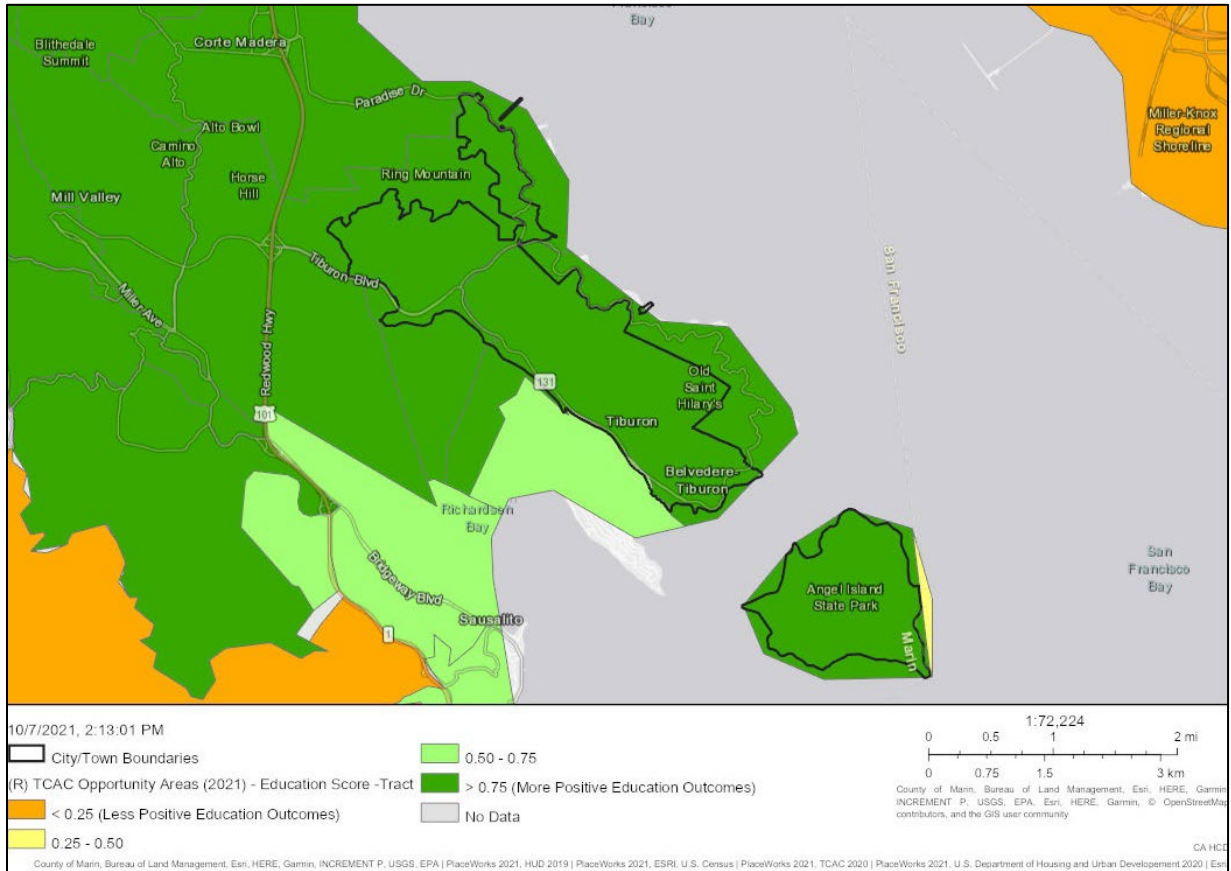 Francisco
Bay
Blithedale
Summit
Corte Madera
Paradise Dr
Miller-Knox
Regional
Shoreline
Alto Bowl
Camino
Alto
Horse
Hill
Ring Mountain
Mill Valley
Tiburon Blvd
San Francisco
Miller Ave
Redwood Hwy
131
Old
Saint
Hilary's
101
Tiburon
Belvedere-
Tiburon
Richardson
Bay
San
Francisco
Bay
Bridgeway Blvd
Angel Island
State Park
Sausalito
1
Marin
10/7/2021, 2:13:01 PM
City/Town Boundaries
(R) TCAC Opportunity Areas (2021) - Education Score -Tract
< 0.25 (Less Positive Education Outcomes)
0.25 - 0.50
0.50 - 0.75
> 0.75 (More Positive Education Outcomes)
No Data
1:72,224
0 0.5 1 2 mi
0 0.75 1.5 3 km
County of Marin, Bureau of Land Management, Esri, HERE, Garmin,
INCREMENT P, USGS, EPA, Esri, HERE, Garmin, © OpenStreetMap
contributors, and the GIS user community
CA HCD
County of Marin, Bureau of Land Management, Esri, HERE, Garmin, INCREMENT P, USGS, EPA | PlaceWorks 2021, HUD 2019 | PlaceWorks 2021, ESRI, U.S. Census | PlaceWorks 2021, TCAC 2020 | PlaceWorks 2021, U.S. Department of Housing and Urban Developement 2020 | Esri